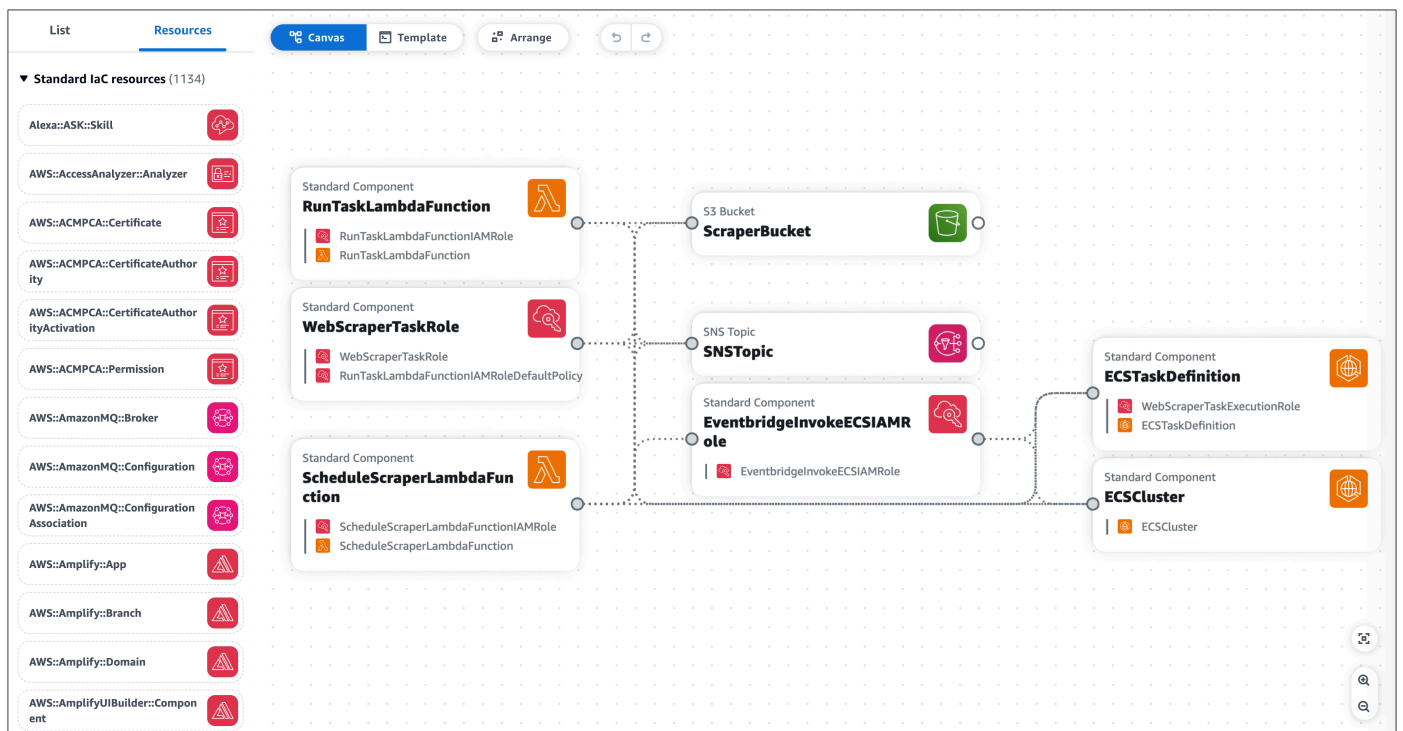 List
Resources
Canvas
Template
Arrange
Standard IaC resources (1134)
Alexa::ASK::Skill
AWS::AccessAnalyzer::Analyzer
AWS::ACMPCA::Certificate
AWS::ACMPCA::CertificateAuthor
ity
AWS::ACMPCA::CertificateAuthor
ityActivation
AWS::ACMPCA::Permission
AWS::AmazonMQ::Broker
AWS::AmazonMQ::Configuration
AWS::AmazonMQ::Configuration
Association
AWS::Amplify::App
AWS::Amplify::Branch
AWS::Amplify::Domain
AWS::AmplifyUIBuilder::Compon
ent
Standard Component
RunTaskLambdaFunction
RunTaskLambdaFunctionIAMRole
RunTaskLambdaFunction
Standard Component
WebScraperTaskRole
WebScraperTaskRole
RunTaskLambdaFunctionIAMRoleDefaultPolicy
Standard Component
ScheduleScraperLambdaFun
ction
ScheduleScraperLambdaFunctionIAMRole
ScheduleScraperLambdaFunction
S3 Bucket
ScraperBucket
SNS Topic
SNSTopic
Standard Component
EventbridgeInvokeECSIAMR
ole
EventbridgeInvokeECSIAMRole
Standard Component
ECSTaskDefinition
WebScraperTaskExecutionRole
ECSTaskDefinition
Standard Component
ECSCluster
ECSCluster